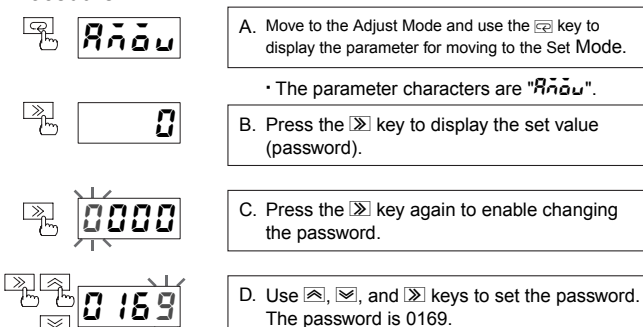 A. Move to the Adjust Mode and use the key to
display the parameter for moving to the Set Mode.
· The parameter characters are "".
0
B. Press the key to display the set value
(password).
0000
C. Press the key again to enable changing
the password.
0169
D. Use , , and keys to set the password.
The password is 0169.